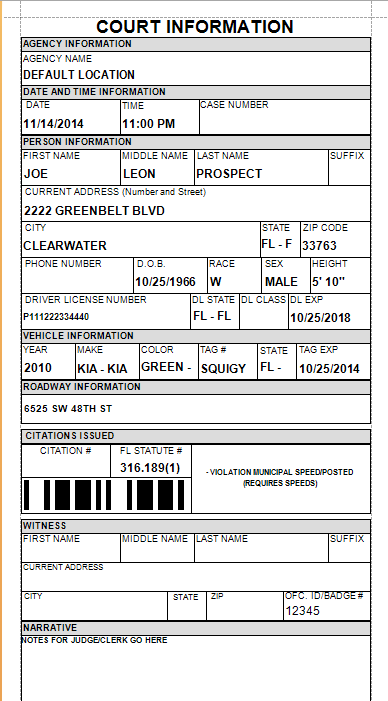 COURT INFORMATION
AGENCY INFORMATION
AGENCY NAME
DEFAULT LOCATION
DATE AND TIME INFORMATION
DATE TIME CASE NUMBER
11/14/2014 11:00 PM
PERSON INFORMATION
FIRST NAME MIDDLE NAME LAST NAME SUFFIX
JOE LEON PROSPECT
CURRENT ADDRESS (Number and Street)
2222 GREENBELT BLVD
CITY STATE ZIP CODE
CLEARWATER FL - F 33763
PHONE NUMBER D.O.B. RACE SEX HEIGHT
10/25/1966 W MALE 5' 10"
DRIVER LICENSE NUMBER DL STATE DL CLASS DL EXP
P111222334440 FL - FL 10/25/2018
VEHICLE INFORMATION
YEAR MAKE COLOR TAG # STATE TAG EXP
2010 KIA - KIA GREEN - SQUIGY FL - 10/25/2014
ROADWAY INFORMATION
6525 SW 48TH ST
CITATIONS ISSUED
CITATION # FL STATUTE #
316.189(1)
- VIOLATION MUNICIPAL SPEED/POSTED
(REQUIRES SPEEDS)
WITNESS
FIRST NAME MIDDLE NAME LAST NAME SUFFIX
CURRENT ADDRESS
CITY STATE ZIP OFC. ID/BADGE #
12345
NARRATIVE
NOTES FOR JUDGE/CLERK GO HERE